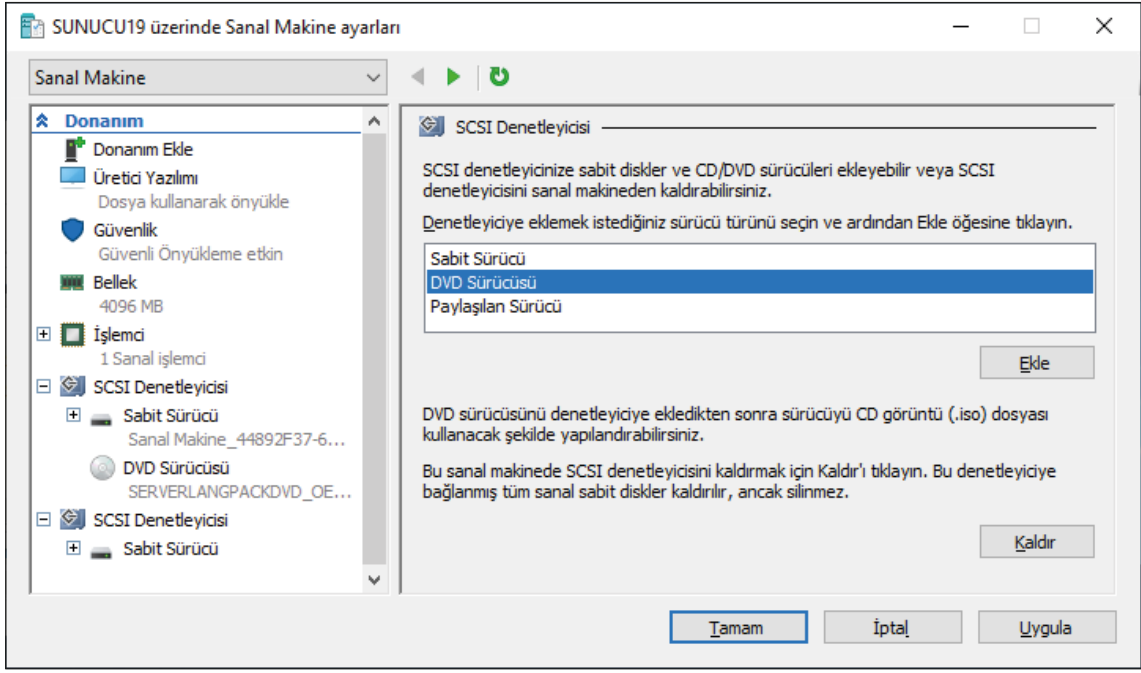 SUNUCU19 üzerinde Sanal Makine ayarları
Sanal Makine
Donanım
Donanım Ekle
Üretici Yazılımı
Dosya kullanarak önyükle
Güvenlik
Güvenli Önyükleme etkin
Bellek
4096 MB
İşlemci
1 Sanal işlemci
SCSI Denetleyicisi
Sabit Sürücü
Sanal Makine_44892F37-6...
DVD Sürücüsü
SERVERLANGPACKDVD_OE...
SCSI Denetleyicisi
Sabit Sürücü
SCSI Denetleyicisi
SCSI denetleyicinize sabit diskler ve CD/DVD sürücüleri ekleyebilir veya SCSI
denetleyicisini sanal makineden kaldırabilirsiniz.
Denetleyiciye eklemek istediğiniz sürücü türünü seçin ve ardından Ekle öğesine tıklayın.
Sabit Sürücü
DVD Sürücüsü
Paylaşılan Sürücü
Ekle
DVD sürücüsünü denetleyiciye ekledikten sonra sürücüyü CD görüntü (.iso) dosyası
kullanacak şekilde yapılandırabilirsiniz.
Bu sanal makinede SCSI denetleyicisini kaldırmak için Kaldır'ı tıklayın. Bu denetleyiciye
bağlanmış tüm sanal sabit diskler kaldırılır, ancak silinmez.
Kaldır
Tamam
İptal
Uygula